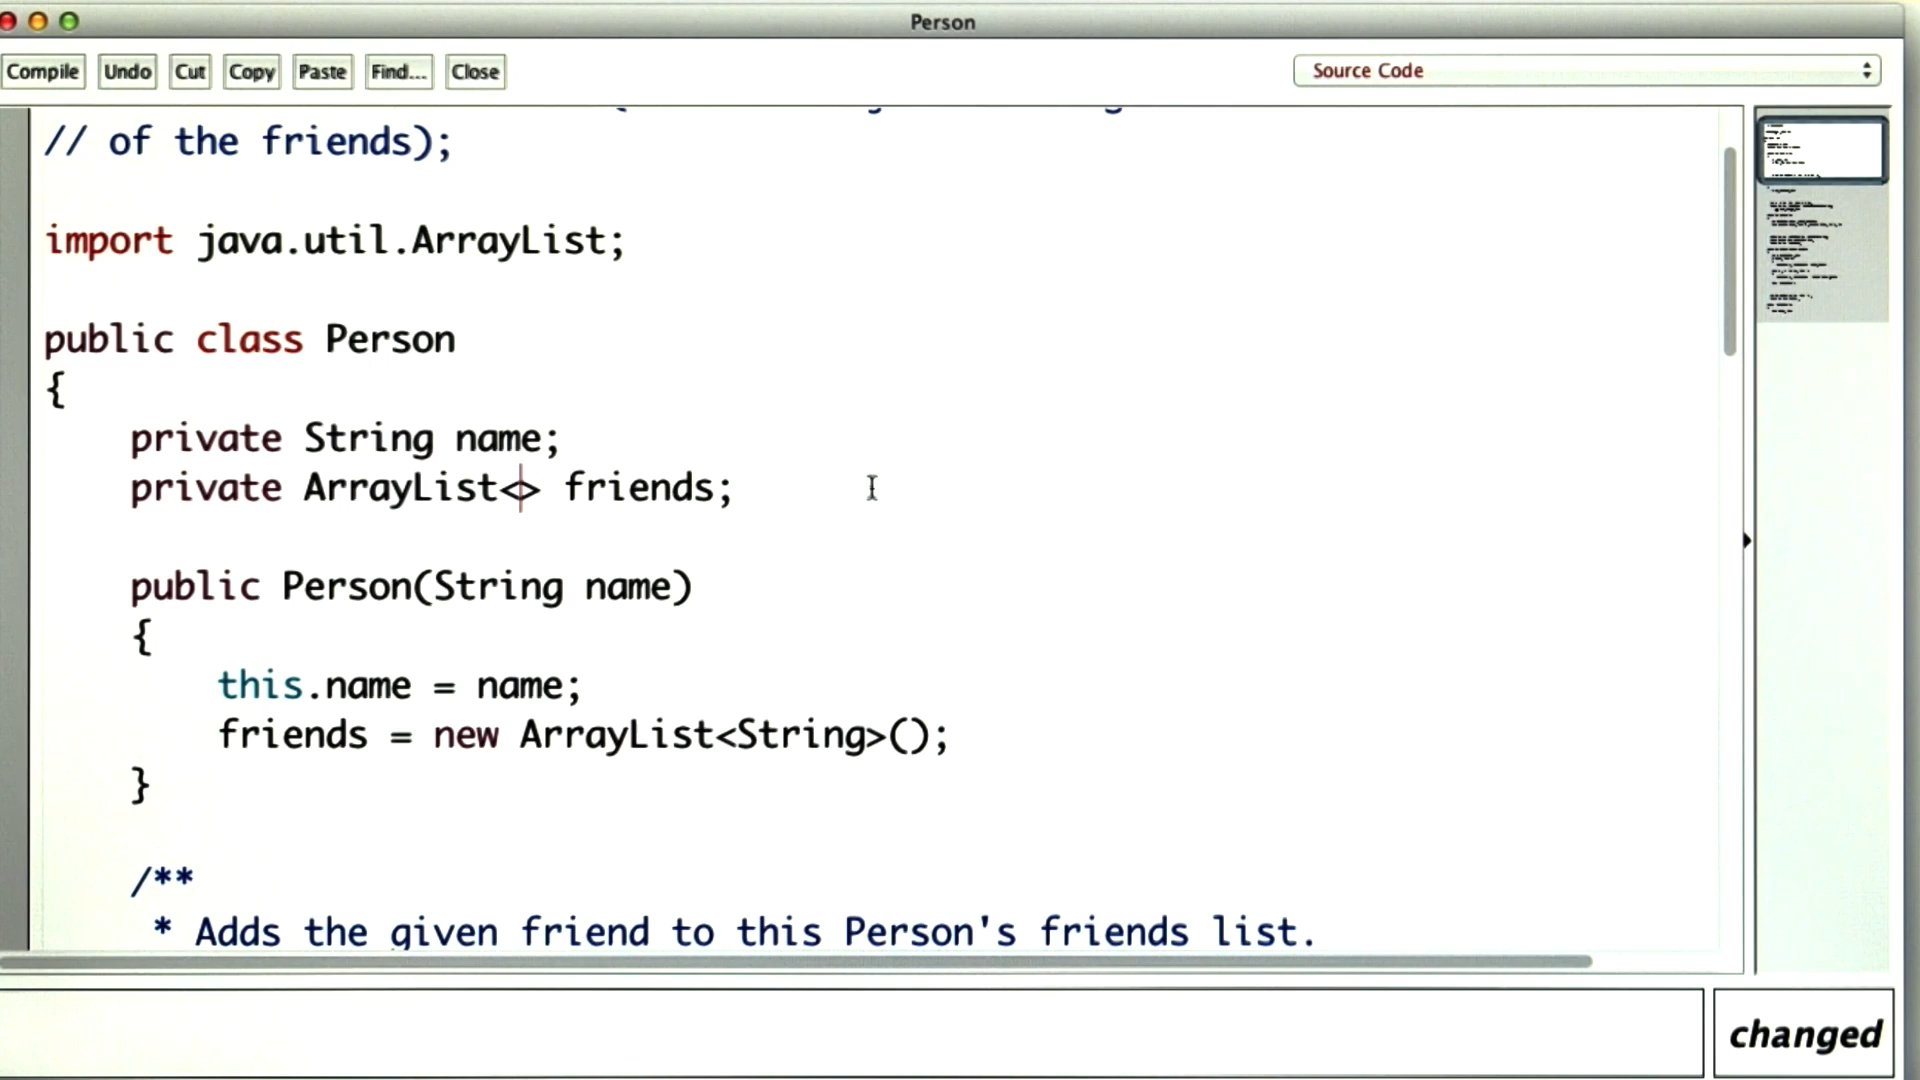 Person
Compile Undo Cut Copy Paste Find... Close Source Code
// of the friends);
import java.util.ArrayList;
public class Person
{
private String name;
private ArrayList<> friends;
public Person(String name)
{
this.name = name;
friends = new ArrayList<String>();
}
/**
* Adds the given friend to this Person's friends list.
changed